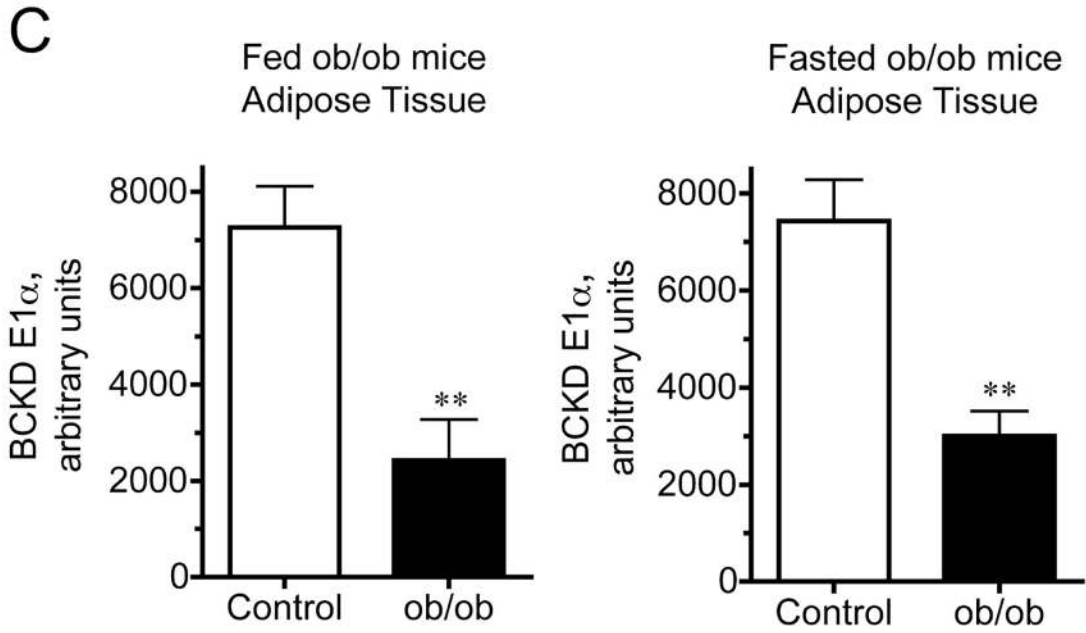 C
Fed ob/ob mice
Adipose Tissue
BCKD E1α,
arbitrary units
8000
6000
4000
2000
0
**
Control
ob/ob
Fasted ob/ob mice
Adipose Tissue
BCKD E1α,
arbitrary units
8000
6000
4000
2000
0
**
Control
ob/ob